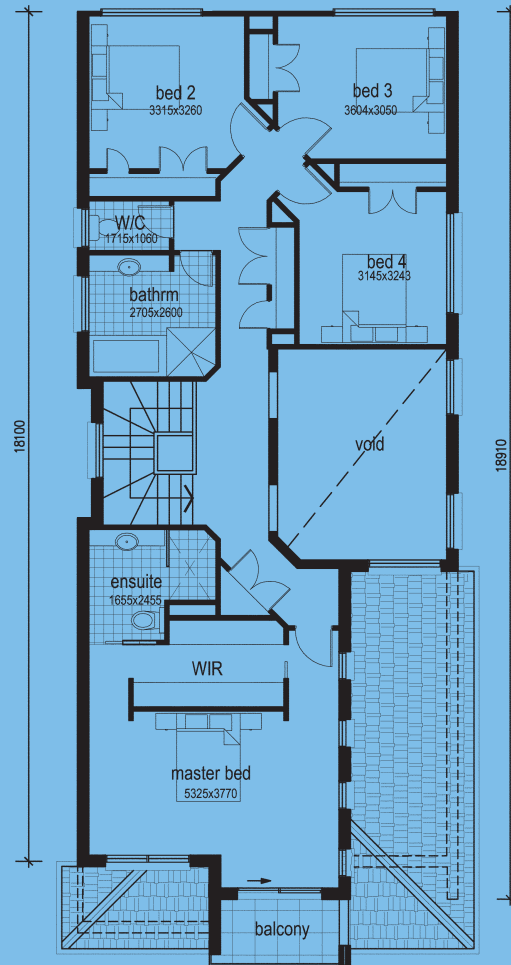 bed 2
3315x3260
bed 3
3604x3050
W/C
1715x1060
bed 4
3145x3243
bathrm
2705x2600
18100
void
18910
ensuite
1655x2455
WIR
master bed
5325x3770
balcony